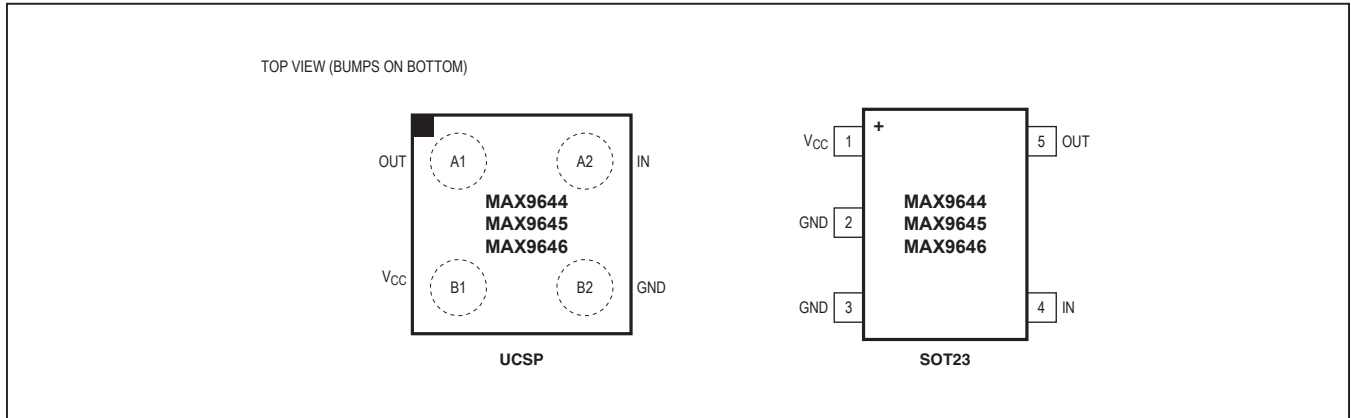 TOP VIEW (BUMPS ON BOTTOM)
OUT A1 A2 IN
MAX9644
MAX9645
MAX9646
VCC B1 B2 GND
UCSP
+
VCC 1 5 OUT
MAX9644
GND 2 MAX9645
MAX9646
GND 3 4 IN
SOT23